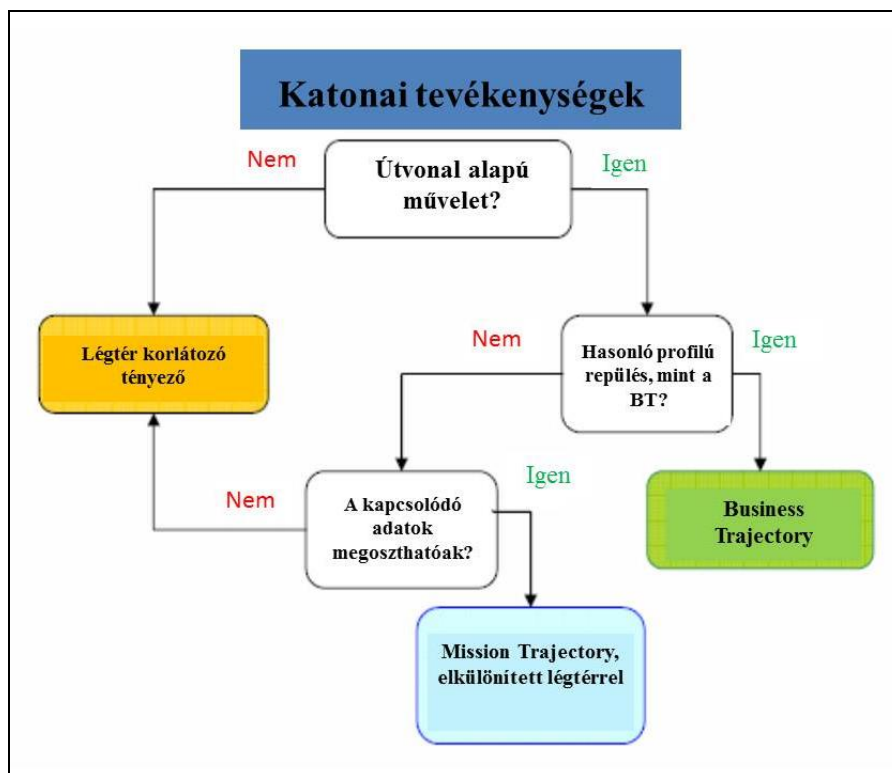 Katonai tevékenységek
Nem
Igen
Útvonal alapú
művelet?
Légtér korlátozó
tényező
Nem
Igen
Hasonló profilú
repülés, mint a
BT?
Nem
Igen
A kapcsolódó
adatok
megoszthatóak?
Business
Trajectory
Mission Trajectory,
elkülönített légtérrel